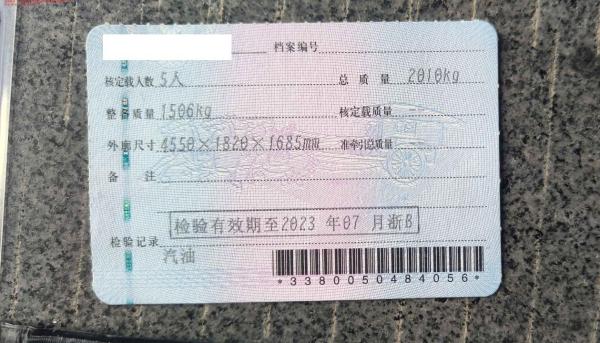 档案编号
核定载人数 5人 总质量 2010kg
整备质量 1506kg 核定载质量
外廓尺寸 4550×1820×1685mm 准牵引总质量
备注
检验有效期至2023年07月浙B
检验记录
汽油
*3380050484056*